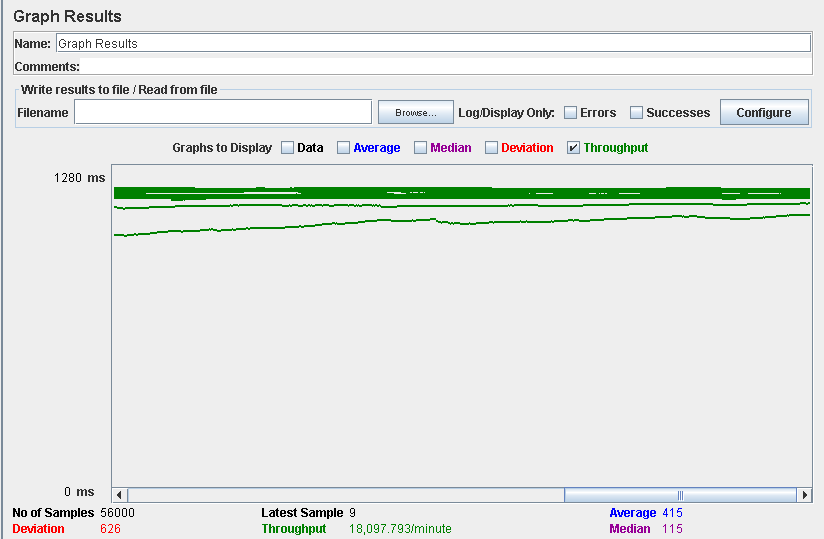 Graph Results
Name: Graph Results
Comments:
Write results to file / Read from file
Filename Browse... Log/Display Only: Errors Successes Configure
Graphs to Display Data Average Median Deviation Throughput
1280 ms
0 ms
No of Samples 56000 Latest Sample 9 Average 415
Deviation 626 Throughput 18,097.793/minute Median 115